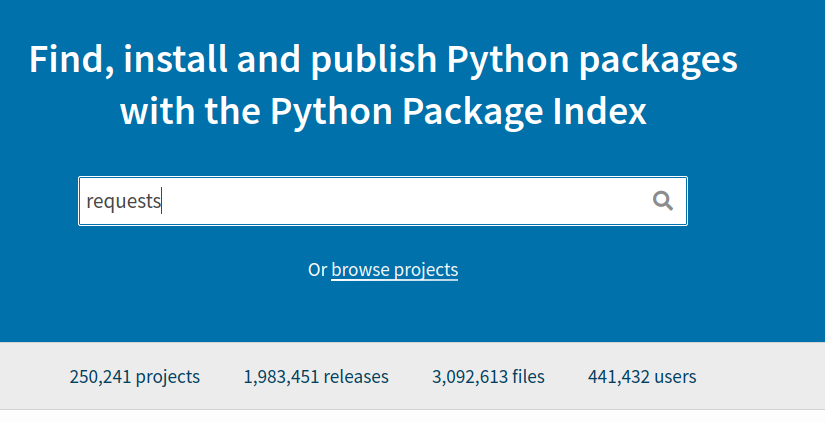 Find, install and publish Python packages
with the Python Package Index
requests
Or browse projects
250,241 projects 1,983,451 releases 3,092,613 files 441,432 users